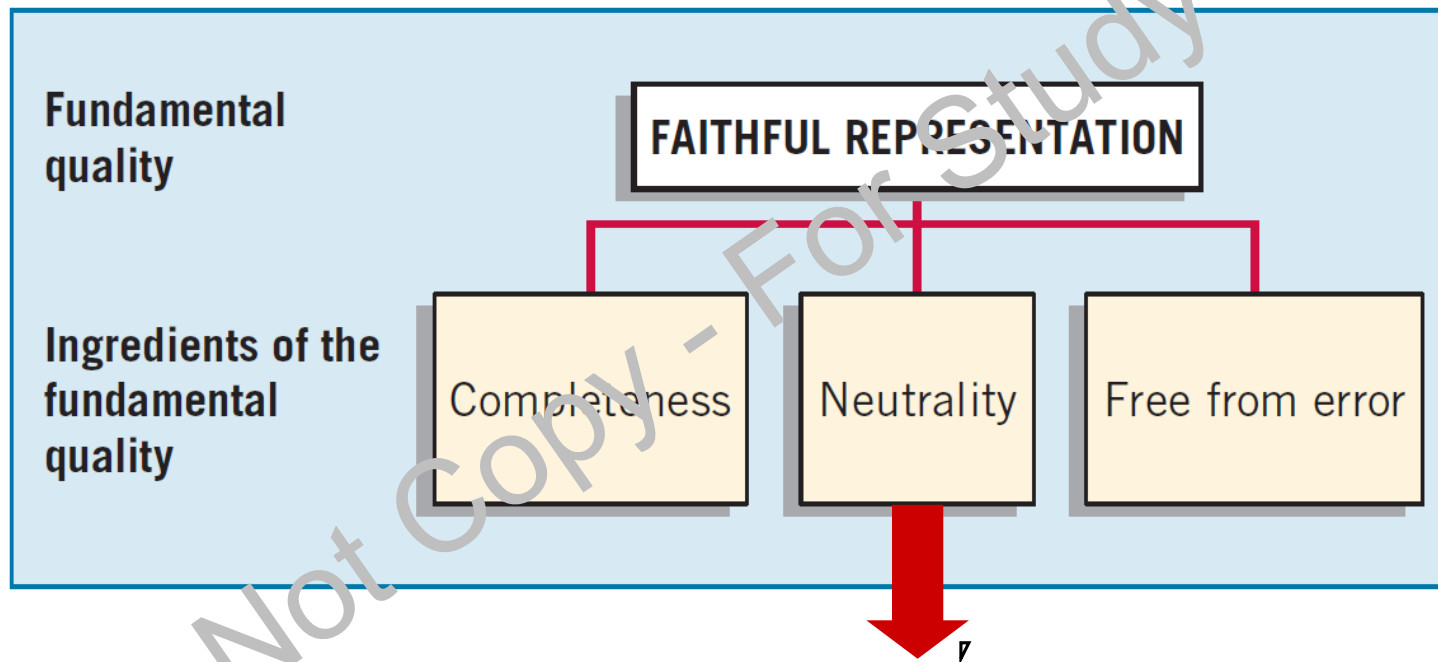 Fundamental
quality
FAITHFUL REPRESENTATION
Ingredients of the
fundamental
quality
Completeness
Neutrality
Free from error
Not Copy - For Study